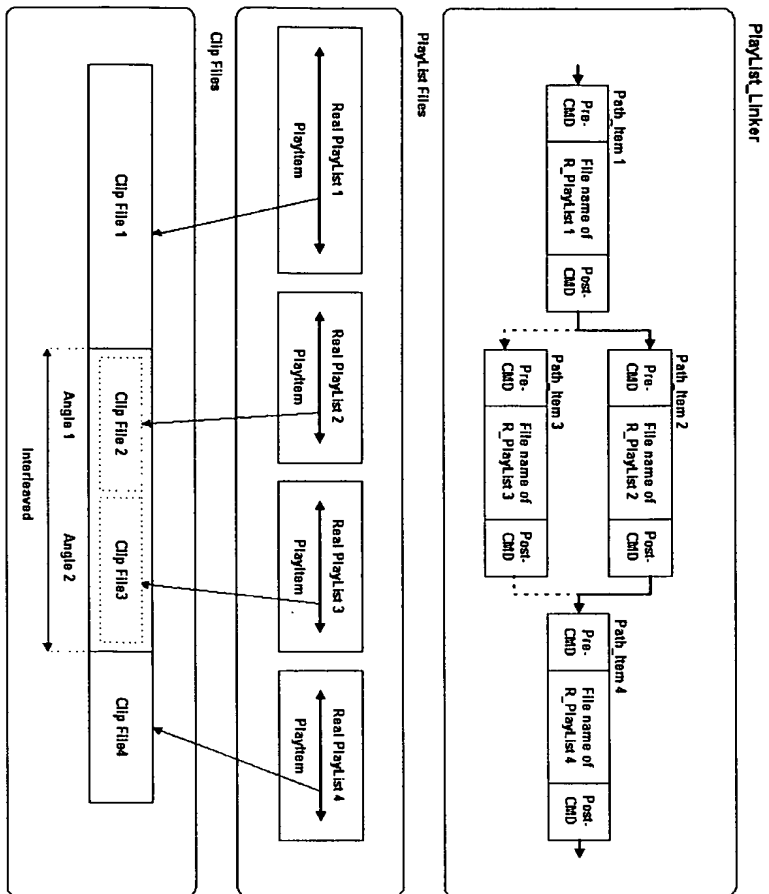 PlayList_Linker
Path_Item 1
Pre-
CMD
File name of
R_PlayList 1
Post-
CMD
Path_Item 2
Pre-
CMD
File name of
R_PlayList 2
Post-
CMD
Path_Item 3
Pre-
CMD
File name of
R_PlayList 3
Post-
CMD
Path_Item 4
Pre-
CMD
File name of
R_PlayList 4
Post-
CMD
PlayList Files
Real PlayList 1
PlayItem
Real PlayList 2
PlayItem
Real PlayList 3
PlayItem
Real PlayList 4
PlayItem
Clip Files
Clip File 1
Clip File 2
Clip File3
Clip File4
Angle 1
Angle 2
Interleaved